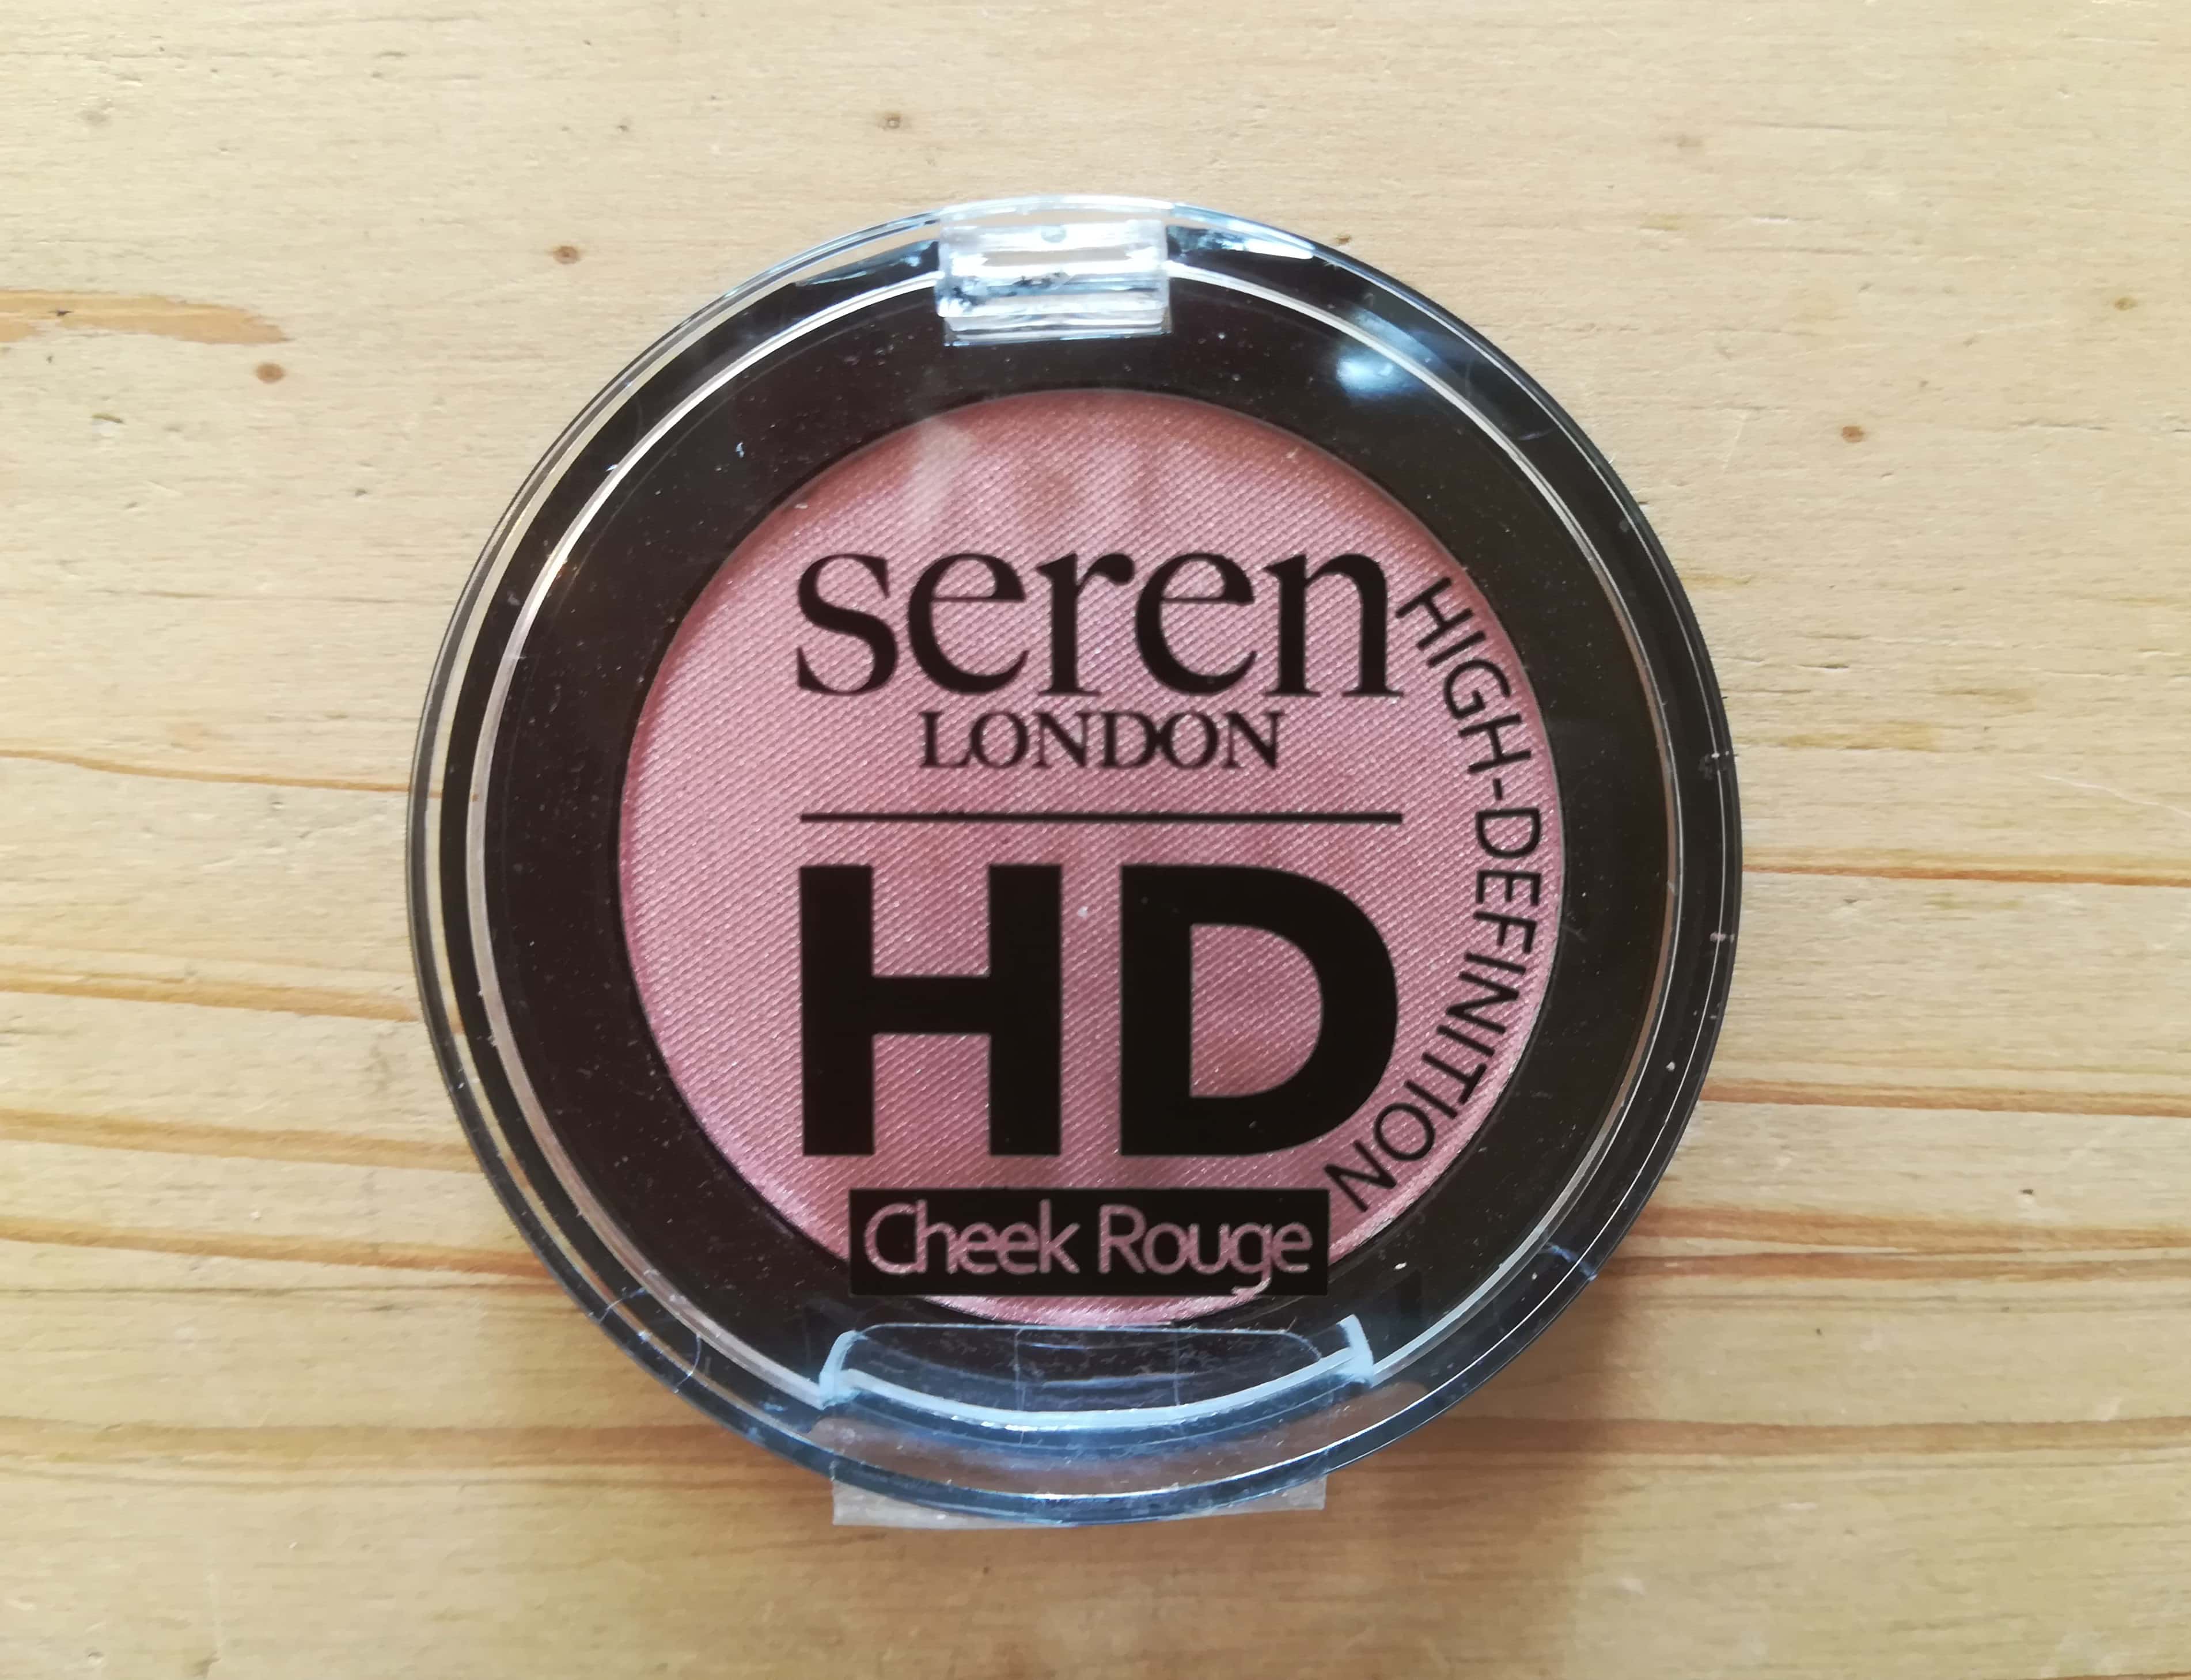 seren
LONDON
HD
HIGH-DEFINITION
Cheek Rouge